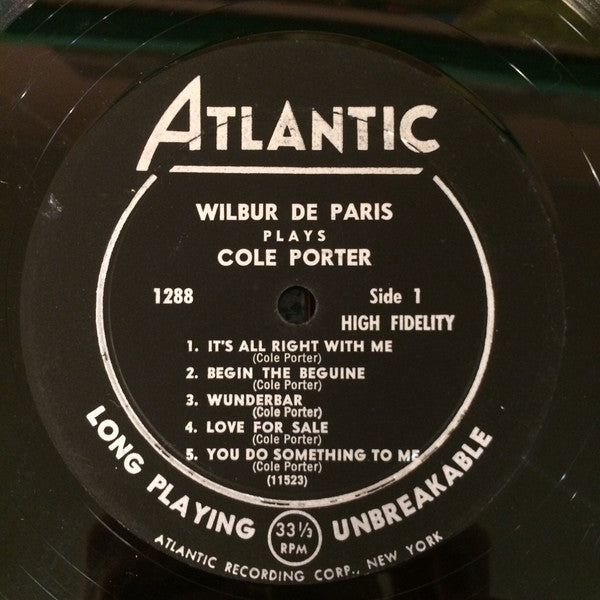 ATLANTIC
WILBUR DE PARIS
PLAYS
COLE PORTER
1288
Side 1
HIGH FIDELITY
1. IT'S ALL RIGHT WITH ME
(Cole Porter)
2. BEGIN THE BEGUINE
(Cole Porter)
3. WUNDERBAR
(Cole Porter)
4. LOVE FOR SALE
(Cole Porter)
5. YOU DO SOMETHING TO ME
(Cole Porter)
(11523)
LONG PLAYING 33 1/3 RPM UNBREAKABLE
ATLANTIC RECORDING CORP., NEW YORK